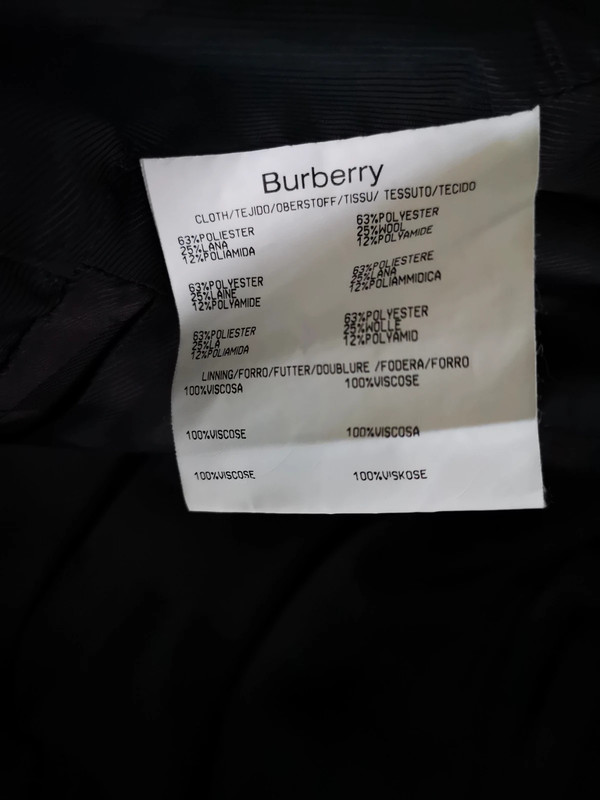 Burberry
CLOTH/TEJIDO/OBERSTOFF/TISSU/ TESSUTO/TECIDO
63%POLIESTER
25%LANA
12%POLIAMIDA
63%POLYESTER
25%WOOL
12%POLYAMIDE
63%POLYESTER
25%LAINE
12%POLYAMIDE
63%POLIESTERE
25%LANA
12%POLIAMMIDICA
63%POLIESTER
25%LA
12%POLIAMIDA
63%POLYESTER
25%WOLLE
12%POLYAMID
LINNING/FORRO/FUTTER/DOUBLURE /FODERA/FORRO
100%VISCOSA
100%VISCOSE
100%VISCOSE
100%VISCOSA
100%VISCOSE
100%VISKOSE